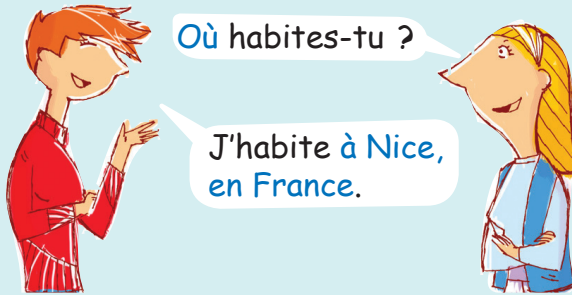 Où habites-tu ?
J'habite à Nice,
en France.